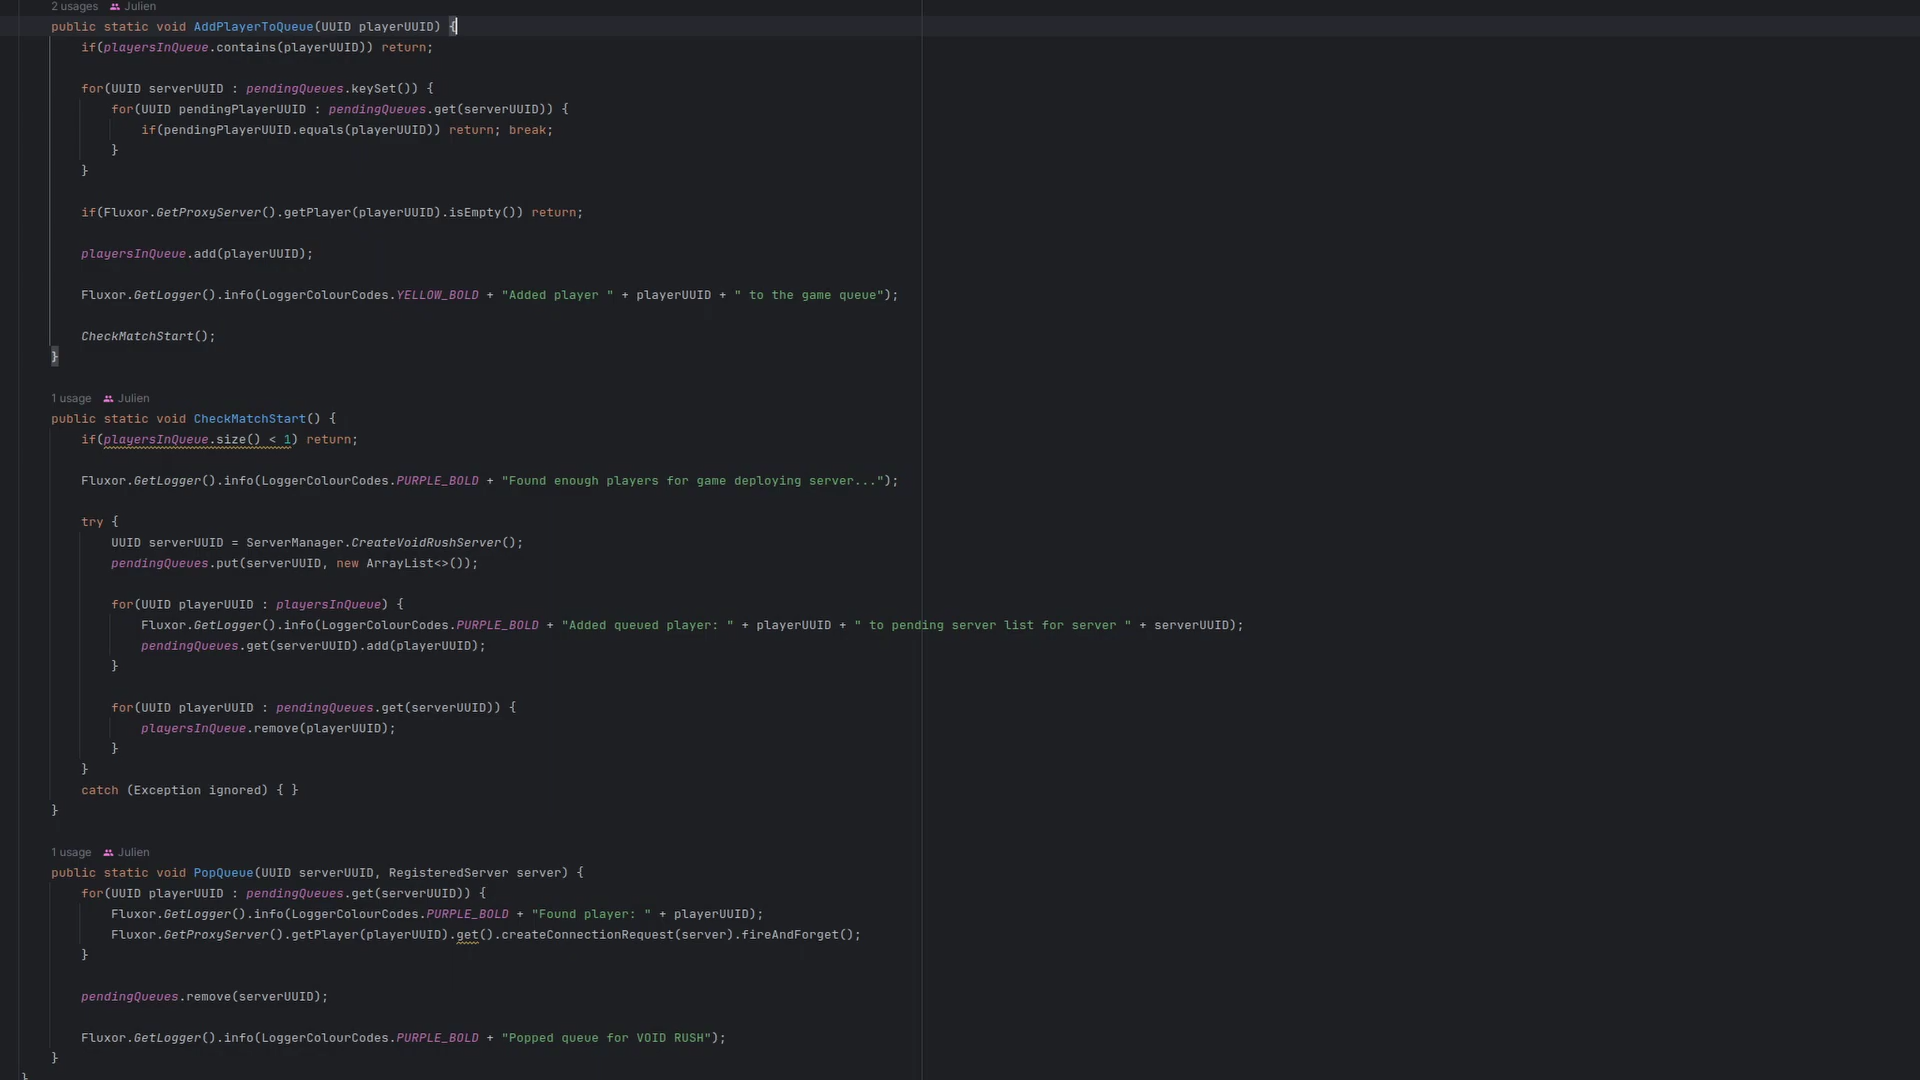 2 usages Julien
public static void AddPlayerToQueue(UUID playerUUID) {
if(playersInQueue.contains(playerUUID)) return;
for(UUID serverUUID : pendingQueues.keySet()) {
for(UUID pendingPlayerUUID : pendingQueues.get(serverUUID)) {
if(pendingPlayerUUID.equals(playerUUID)) return; break;
}
}
if(Fluxor.GetProxyServer().getPlayer(playerUUID).isEmpty()) return;
playersInQueue.add(playerUUID);
Fluxor.GetLogger().info(LoggerColourCodes.YELLOW_BOLD + "Added player " + playerUUID + " to the game queue");
CheckMatchStart();
}
1 usage Julien
public static void CheckMatchStart() {
if(playersInQueue.size() < 1) return;
Fluxor.GetLogger().info(LoggerColourCodes.PURPLE_BOLD + "Found enough players for game deploying server...");
try {
UUID serverUUID = ServerManager.CreateVoidRushServer();
pendingQueues.put(serverUUID, new ArrayList<>());
for(UUID playerUUID : playersInQueue) {
Fluxor.GetLogger().info(LoggerColourCodes.PURPLE_BOLD + "Added queued player: " + playerUUID + " to pending server list for server " + serverUUID);
pendingQueues.get(serverUUID).add(playerUUID);
}
for(UUID playerUUID : pendingQueues.get(serverUUID)) {
playersInQueue.remove(playerUUID);
}
}
catch (Exception ignored) { }
}
1 usage Julien
public static void PopQueue(UUID serverUUID, RegisteredServer server) {
for(UUID playerUUID : pendingQueues.get(serverUUID)) {
Fluxor.GetLogger().info(LoggerColourCodes.PURPLE_BOLD + "Found player: " + playerUUID);
Fluxor.GetProxyServer().getPlayer(playerUUID).get().createConnectionRequest(server).fireAndForget();
}
pendingQueues.remove(serverUUID);
Fluxor.GetLogger().info(LoggerColourCodes.PURPLE_BOLD + "Popped queue for VOID RUSH");
}
}